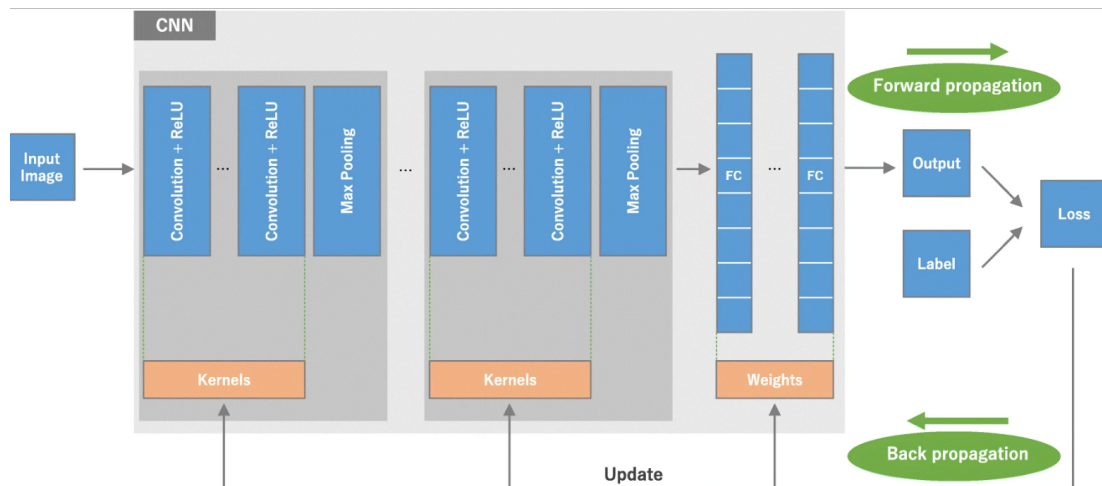 CNN
Forward propagation
Input
Image
Convolution + ReLU
...
Convolution + ReLU
Max Pooling
...
Convolution + ReLU
...
Convolution + ReLU
Max Pooling
FC
...
FC
Output
Label
Loss
Kernels
Kernels
Weights
Back propagation
Update